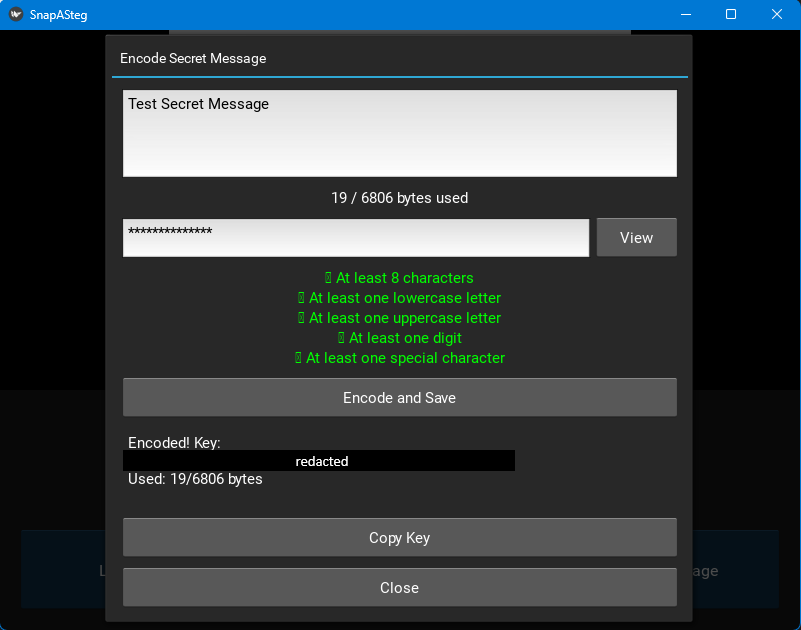 SnapASteg
Encode Secret Message
Test Secret Message
19 / 6806 bytes used
**************
View
At least 8 characters
At least one lowercase letter
At least one uppercase letter
At least one digit
At least one special character
Encode and Save
Encoded! Key:
redacted
Used: 19/6806 bytes
Copy Key
L
age
Close